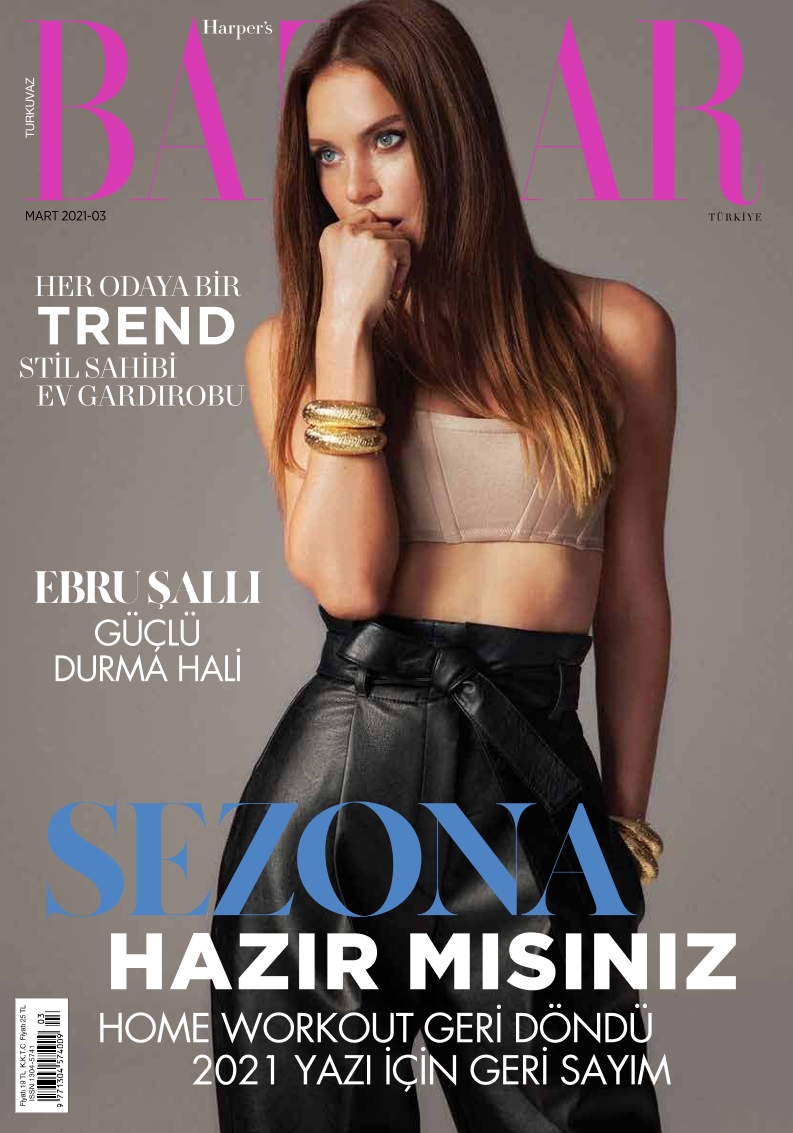 Harper's
BAZAAR
TURKUVAZ
MART 2021-03
TÜRKİYE
HER ODAYA BİR
TREND
STİL SAHİBİ
EV GARDIROBU
EBRU ŞALLI
GÜÇLÜ
DURMA HALİ
SEZONA
HAZIR MISINIZ
HOME WORKOUT GERİ DÖNDÜ
2021 YAZI İÇİN GERİ SAYIM
Fiyatı 19 TL K.K.T.C Fiyatı 25 TL
ISSN 1304-5741
03
9 771304 574009